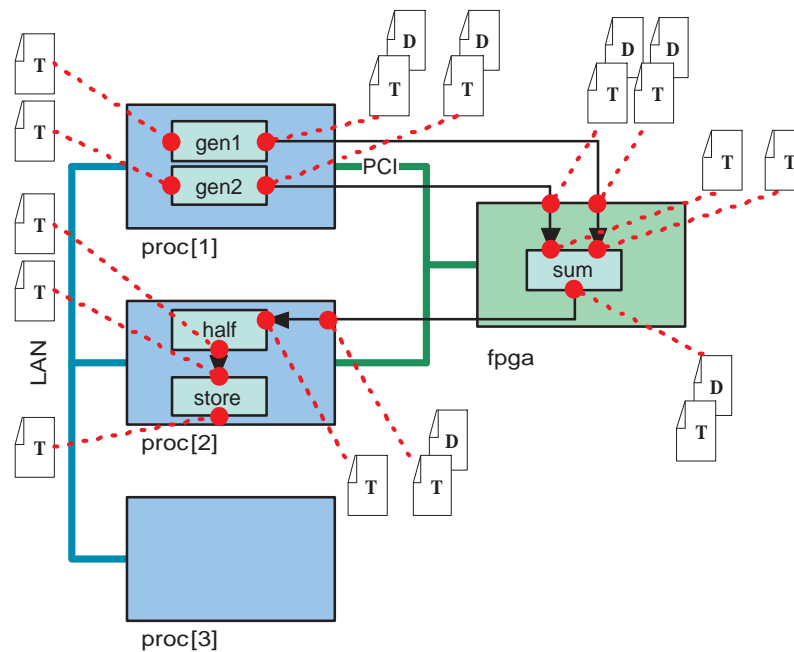 D
D
D
D
T
T
T
T
T
T
gen1
T
T
T
PCI
gen2
proc[1]
T
sum
T
half
LAN
fpga
store
D
T
proc[2]
D
T
T
T
proc[3]